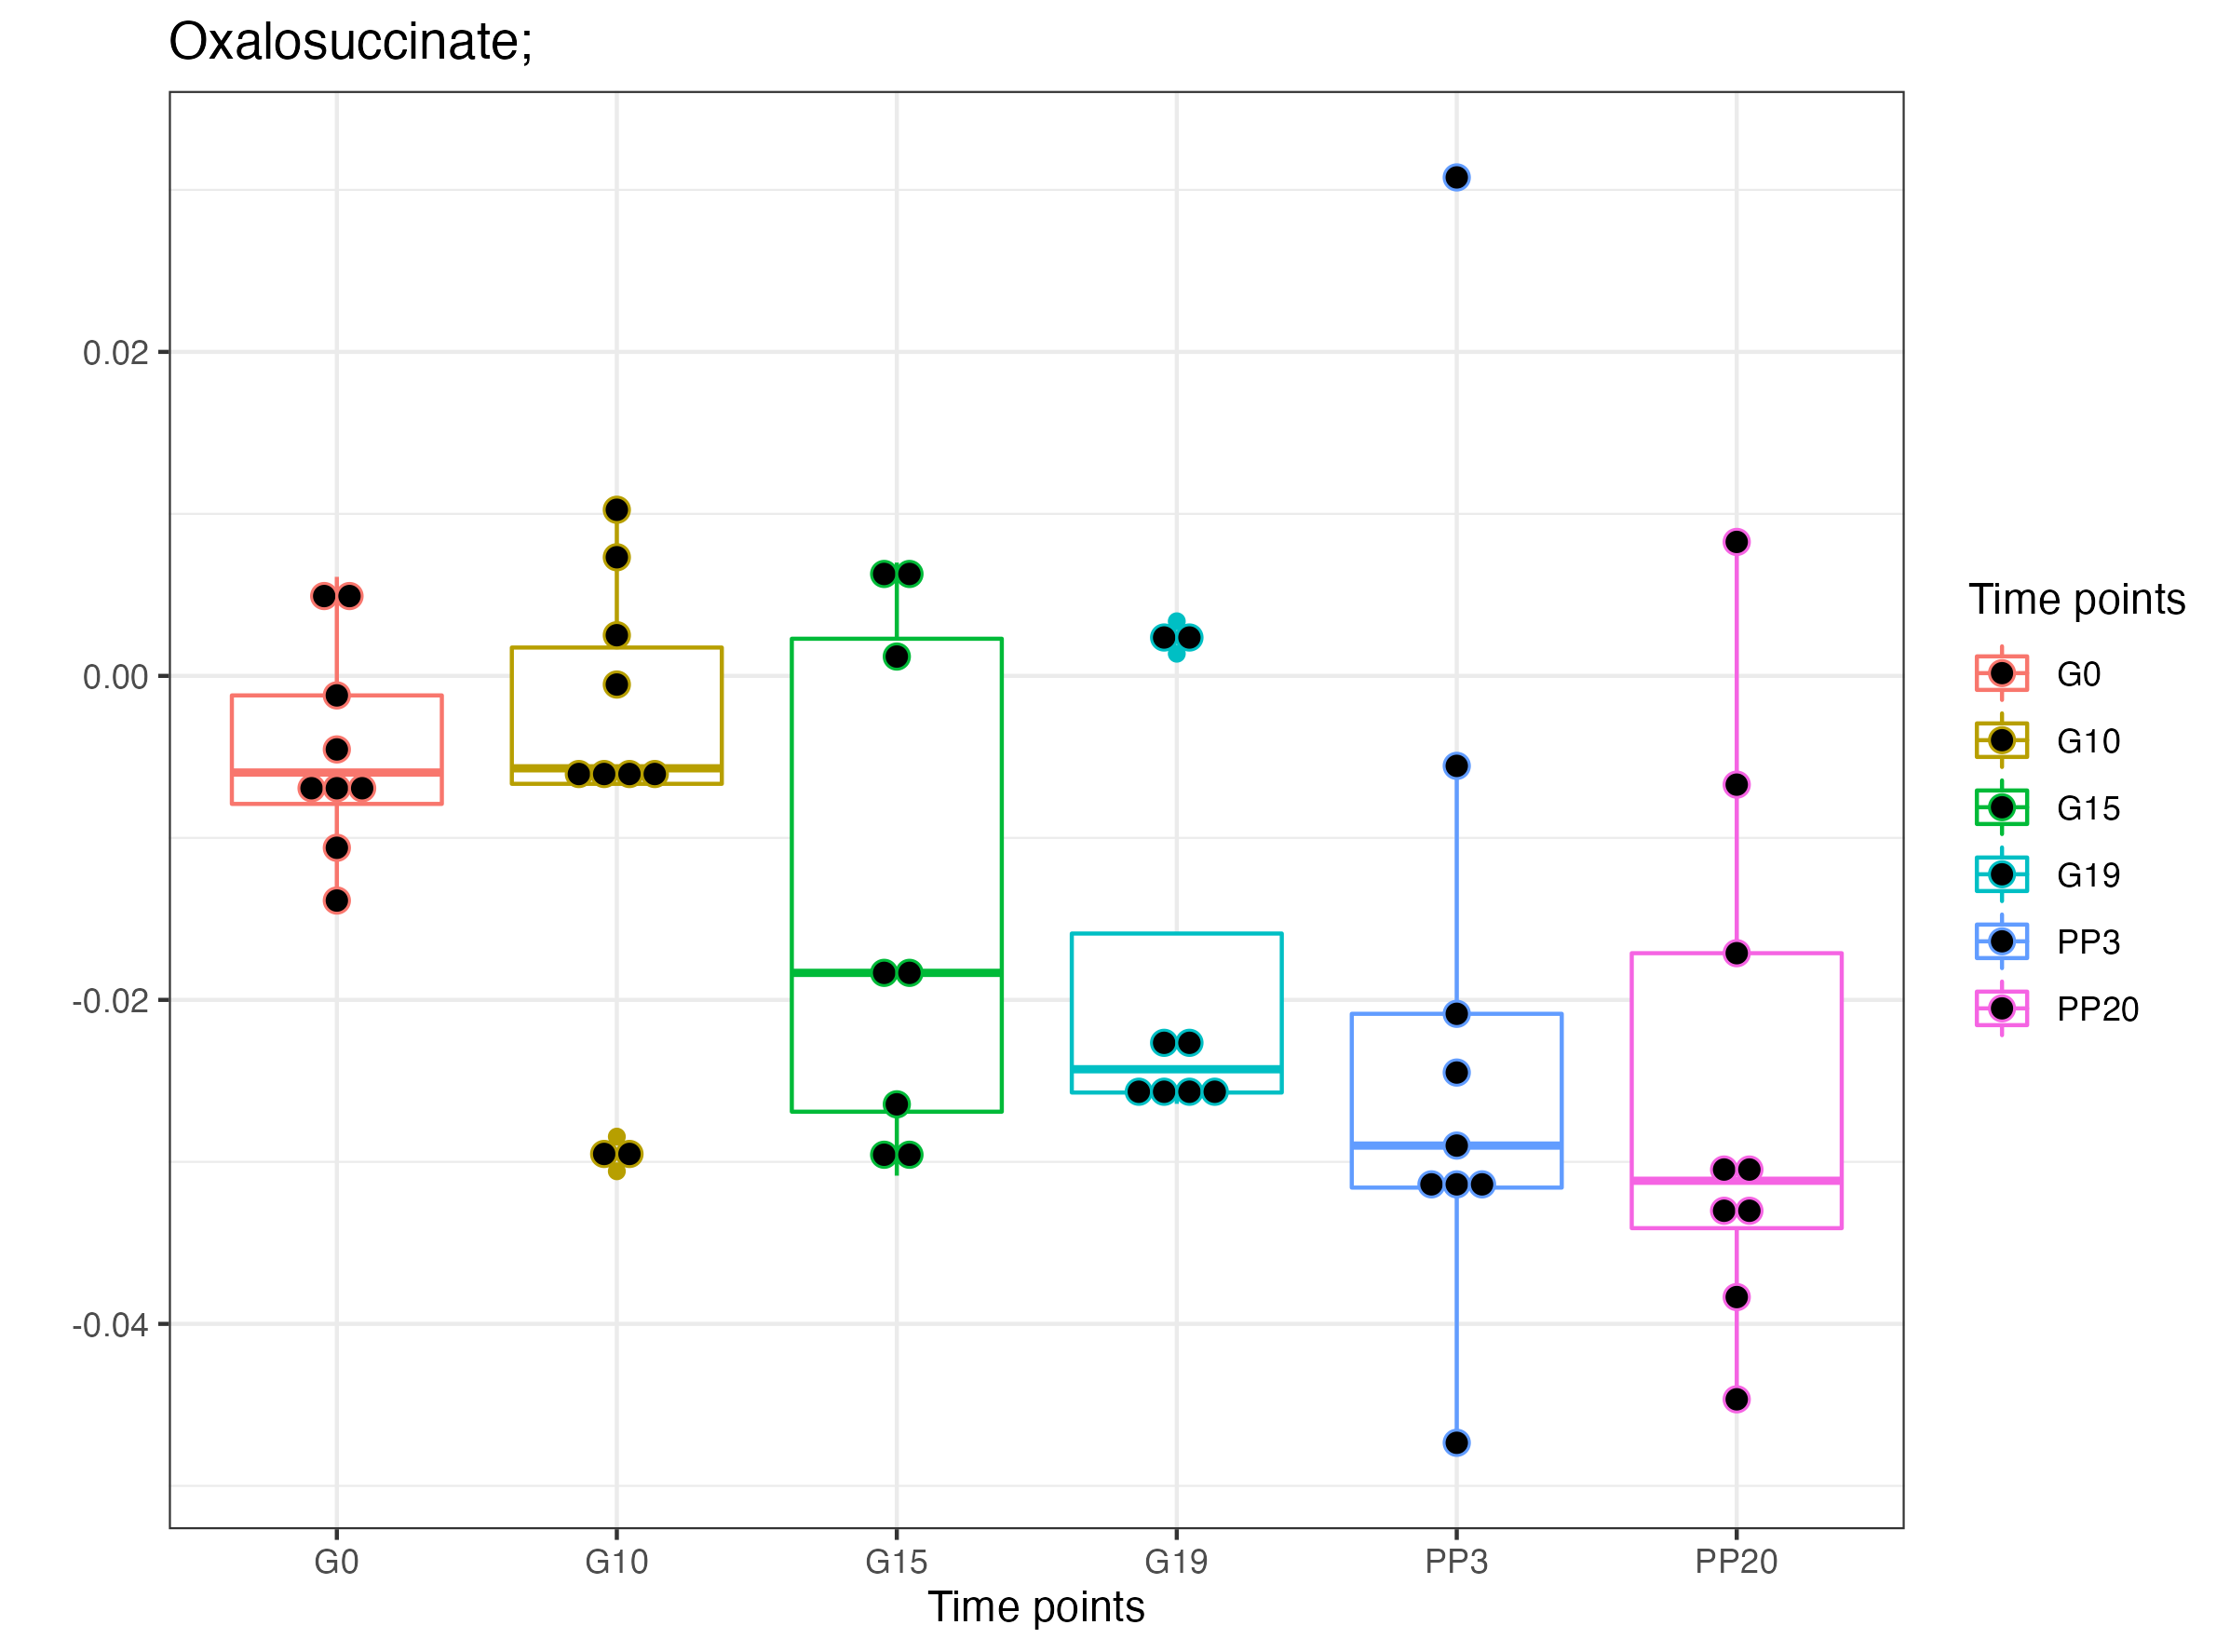 Oxalosuccinate;
0.02
0.00
-0.02
-0.04
G0 G10 G15 G19 PP3 PP20
Time points
Time points
G0
G10
G15
G19
PP3
PP20